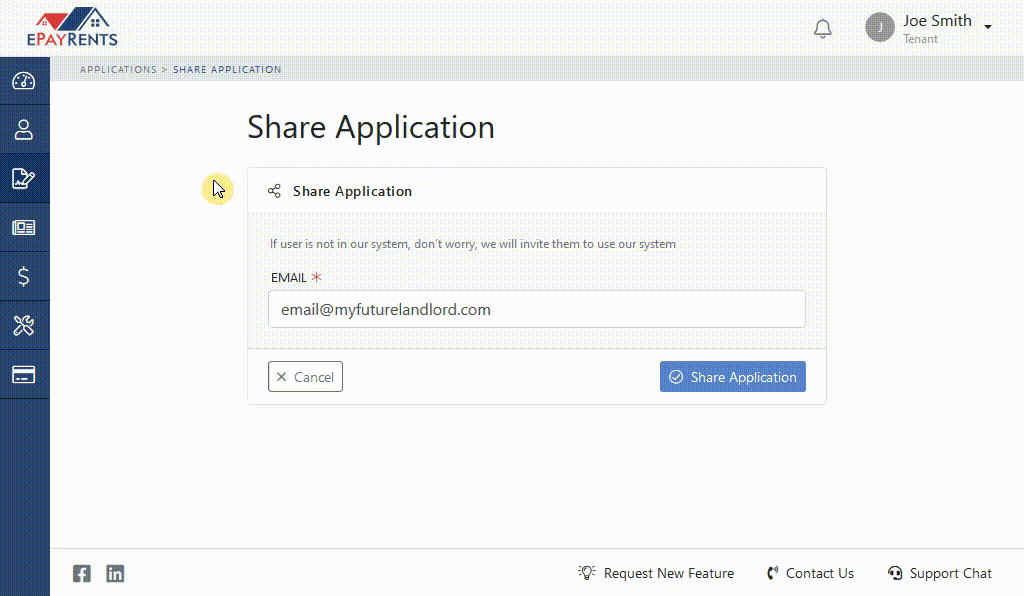 EPAYRENTS
J
Joe Smith
Tenant
APPLICATIONS > SHARE APPLICATION
Share Application
Share Application
If user is not in our system, don't worry, we will invite them to use our system
EMAIL *
email@myfuturelandlord.com
Cancel
Share Application
Request New Feature
Contact Us
Support Chat